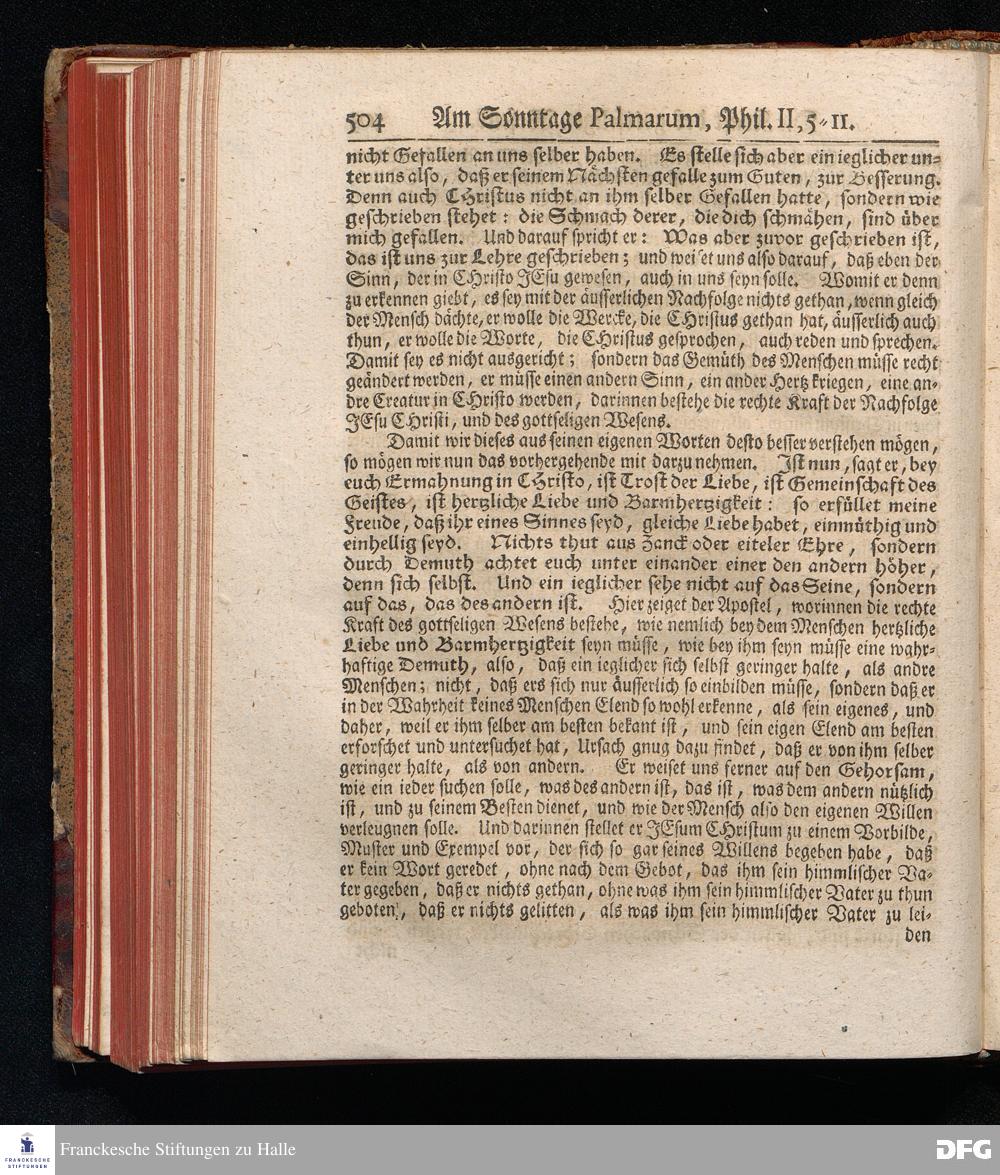 504 Am Sonntage Palmarum, Phil. II, 5-11.
nicht Gefallen an uns selber haben. Es stelle sich aber ein ieglicher un-
ter uns also, daß er seinem Nächsten gefalle zum Guten, zur Besserung.
Denn auch CHristus nicht an ihm selber Gefallen hatte, sondern wie
geschrieben stehet: die Schmach derer, die dich schmähen, sind über
mich gefallen. Und darauf spricht er: Was aber zuvor geschrieben ist,
das ist uns zur Lehre geschrieben; und weiset uns also darauf, daß eben der
Sinn, der in CHristo JEsu gewesen, auch in uns seyn solle. Womit er denn
zu erkennen giebt, es sey mit der äusserlichen Nachfolge nichts gethan, wenn gleich
der Mensch dächte, er wolle die Wercke, die CHristus gethan hat, äusserlich auch
thun, er wolle die Worte, die CHristus gesprochen, auch reden und sprechen.
Damit sey es nicht ausgericht; sondern das Gemüth des Menschen müsse recht
geändert werden, er müsse einen andern Sinn, ein ander Hertz kriegen, eine an-
dre Creatur in CHristo werden, darinnen bestehe die rechte Kraft der Nachfolge
JEsu CHristi, und des gottseligen Wesens.
Damit wir dieses aus seinen eigenen Worten desto besser verstehen mögen,
so mögen wir nun das vorhergehende mit darzu nehmen. Ist nun, sagt er, bey
euch Ermahnung in CHristo, ist Trost der Liebe, ist Gemeinschaft des
Geistes, ist hertzliche Liebe und Barmhertzigkeit: so erfüllet meine
Freude, daß ihr eines Sinnes seyd, gleiche Liebe habet, einmüthig und
einhellig seyd. Nichts thut aus Zanck oder eiteler Ehre, sondern
durch Demuth achtet euch unter einander einer den andern höher,
denn sich selbst. Und ein ieglicher sehe nicht auf das Seine, sondern
auf das, das des andern ist. Hier zeiget der Apostel, worinnen die rechte
Kraft des gottseligen Wesens bestehe, wie nemlich bey dem Menschen hertzliche
Liebe und Barmhertzigkeit seyn müsse, wie bey ihm seyn müsse eine wahr-
haftige Demuth, also, daß ein ieglicher sich selbst geringer halte, als andre
Menschen; nicht, daß ers sich nur äusserlich so einbilden müsse, sondern daß er
in der Wahrheit keines Menschen Elend so wohl erkenne, als sein eigenes, und
daher, weil er ihm selber am besten bekant ist, und sein eigen Elend am besten
erforschet und untersuchet hat, Ursach gnug dazu findet, daß er von ihm selber
geringer halte, als von andern. Er weiset uns ferner auf den Gehorsam,
wie ein ieder suchen solle, was des andern ist, das ist, was dem andern nützlich
ist, und zu seinem Besten dienet, und wie der Mensch also den eigenen Willen
verleugnen solle. Und darinnen stellet er JEsum CHristum zu einem Vorbilde,
Muster und Exempel vor, der sich so gar seines Willens begeben habe, daß
er kein Wort geredet, ohne nach dem Gebot, das ihm sein himmlischer Va-
ter gegeben, daß er nichts gethan, ohne was ihm sein himmlischer Vater zu thun
geboten, daß er nichts gelitten, als was ihm sein himmlischer Vater zu lei-
den
FRANCKESCHE
STIFTUNGEN
Franckesche Stiftungen zu Halle
DFG